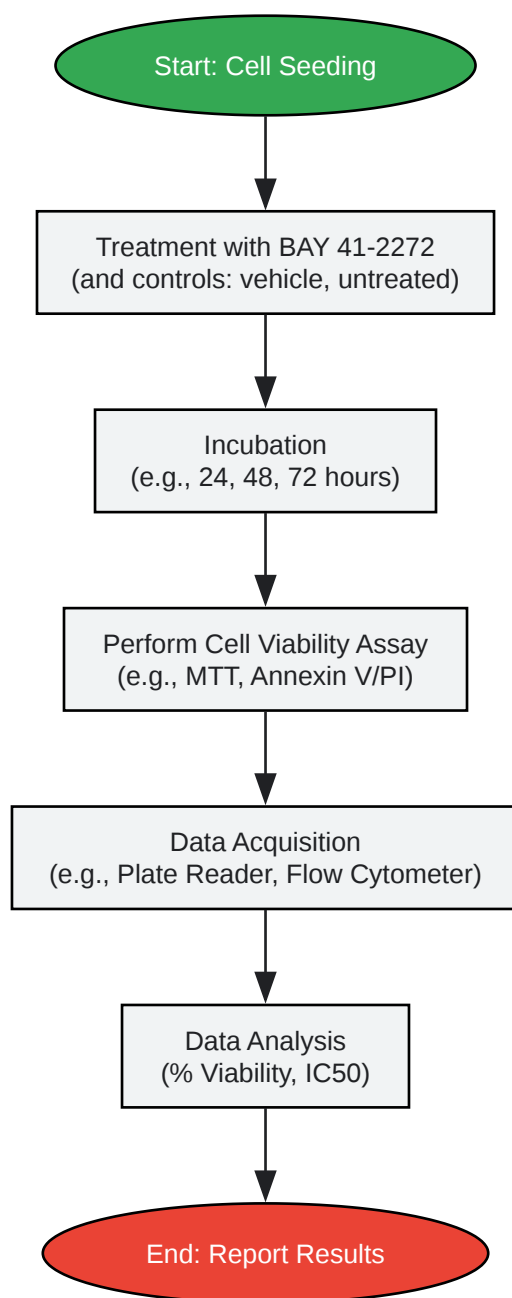 Start: Cell Seeding
Treatment with BAY 41-2272
(and controls: vehicle, untreated)
Incubation
(e.g., 24, 48, 72 hours)
Perform Cell Viability Assay
(e.g., MTT, Annexin V/PI)
Data Acquisition
(e.g., Plate Reader, Flow Cytometer)
Data Analysis
(% Viability, IC50)
End: Report Results